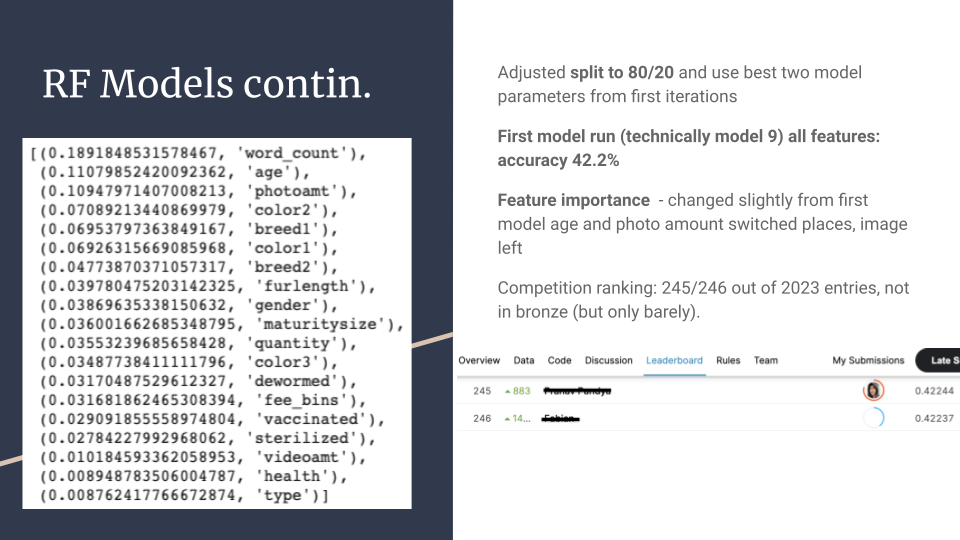 RF Models contin.
[(0.1891848531578467, 'word_count'),
(0.11079852420092362, 'age'),
(0.10947971407008213, 'photoamt'),
(0.07089213440869979, 'color2'),
(0.06953797363849167, 'breed1'),
(0.06926315669085968, 'color1'),
(0.04773870371057317, 'breed2'),
(0.039780475203142325, 'furlength'),
(0.03869635338150632, 'gender'),
(0.036001662685348795, 'maturitysize'),
(0.03553239685658428, 'quantity'),
(0.03487738411111796, 'color3'),
(0.03170487529612327, 'dewormed'),
(0.031681862465308394, 'fee_bins'),
(0.029091855558974804, 'vaccinated'),
(0.02784227992968062, 'sterilized'),
(0.010184593362058953, 'videoamt'),
(0.008948783506004787, 'health'),
(0.008762417766672874, 'type')]
Adjusted split to 80/20 and use best two model
parameters from first iterations
First model run (technically model 9) all features:
accuracy 42.2%
Feature importance - changed slightly from first
model age and photo amount switched places, image
left
Competition ranking: 245/246 out of 2023 entries, not
in bronze (but only barely).
Overview Data Code Discussion Leaderboard Rules Team My Submissions Late S
245 883 0.42244
246 14... 0.42237